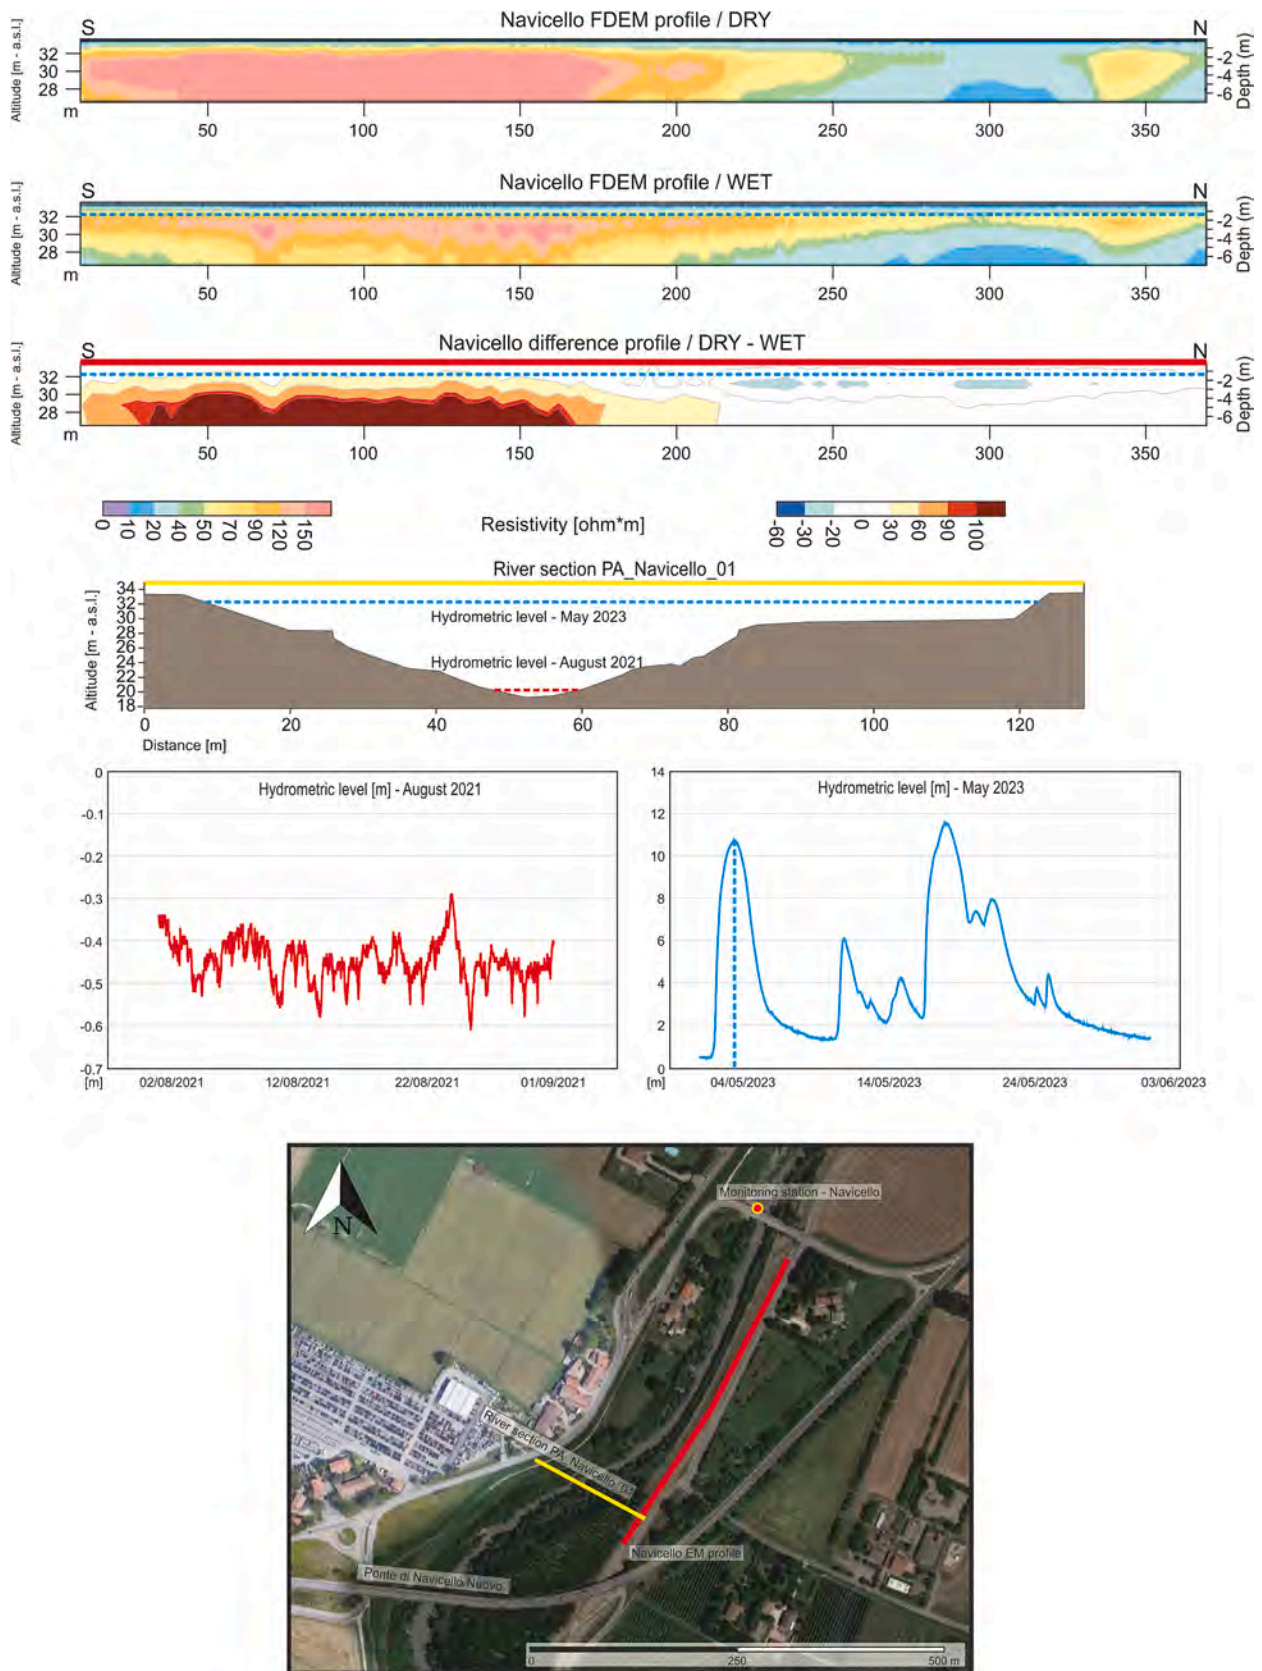 Navicello FDEM profile / DRY
S N
Altitude [m - a.s.l.]
32
30
28
m
-2
-4
-6
Depth (m)
50 100 150 200 250 300 350
Navicello FDEM profile / WET
S N
Altitude [m - a.s.l.]
32
30
28
m
-2
-4
-6
Depth (m)
50 100 150 200 250 300 350
Navicello difference profile / DRY - WET
S N
Altitude [m - a.s.l.]
32
30
28
m
-2
-4
-6
Depth (m)
50 100 150 200 250 300 350
0 10 20 40 50 70 90 120 150
Resistivity [ohm*m]
-60 -30 -20 0 30 60 90 100
River section PA_Navicello_01
Altitude [m - a.s.l.]
34
32
30
28
26
24
22
20
18
Hydrometric level - May 2023
Hydrometric level - August 2021
0 20 40 60 80 100 120
Distance [m]
Hydrometric level [m] - August 2021
0
-0.1
-0.2
-0.3
-0.4
-0.5
-0.6
-0.7
[m]
02/08/2021 12/08/2021 22/08/2021 01/09/2021
Hydrometric level [m] - May 2023
14
12
10
8
6
4
2
0
[m]
04/05/2023 14/05/2023 24/05/2023 03/06/2023
N
Monitoring station - Navicello
River section PA_Navicello_01
Navicello EM profile
Ponte di Navicello Nuovo
0 250 500 m